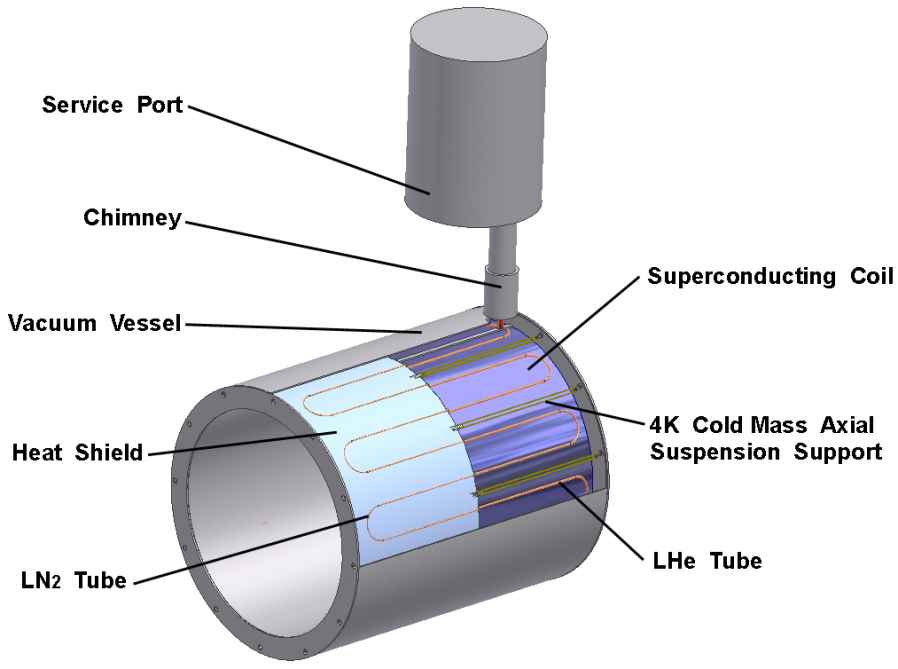 Service Port
Chimney
Superconducting Coil
Vacuum Vessel
4K Cold Mass Axial
Suspension Support
Heat Shield
LHe Tube
LN2 Tube